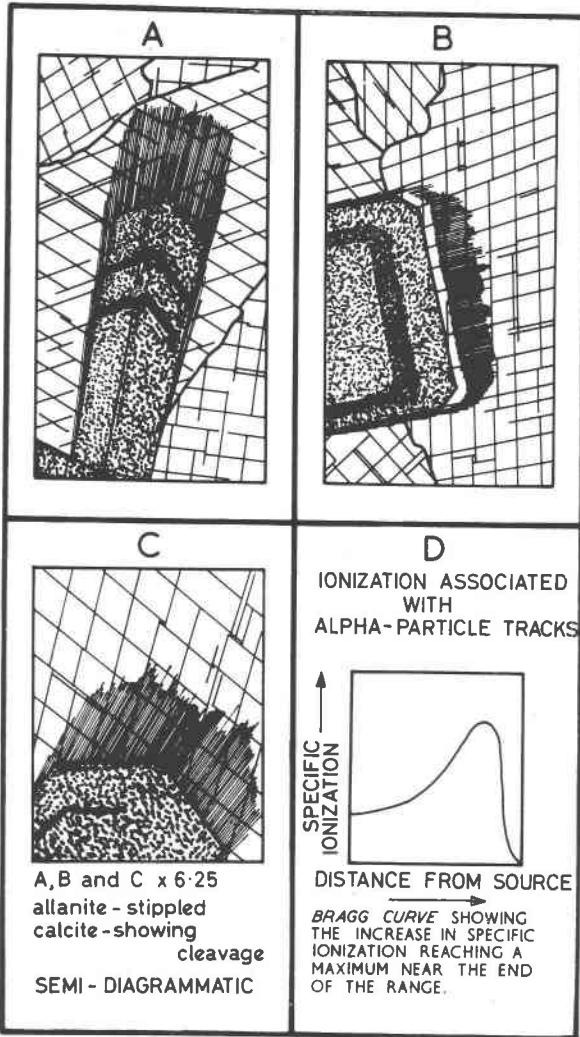 A
B
C
A, B and C x 6·25
allanite - stippled
calcite - showing
cleavage
SEMI - DIAGRAMMATIC
D
IONIZATION ASSOCIATED
WITH
ALPHA-PARTICLE TRACKS
SPECIFIC
IONIZATION
DISTANCE FROM SOURCE
BRAGG CURVE SHOWING
THE INCREASE IN SPECIFIC
IONIZATION REACHING A
MAXIMUM NEAR THE END
OF THE RANGE.